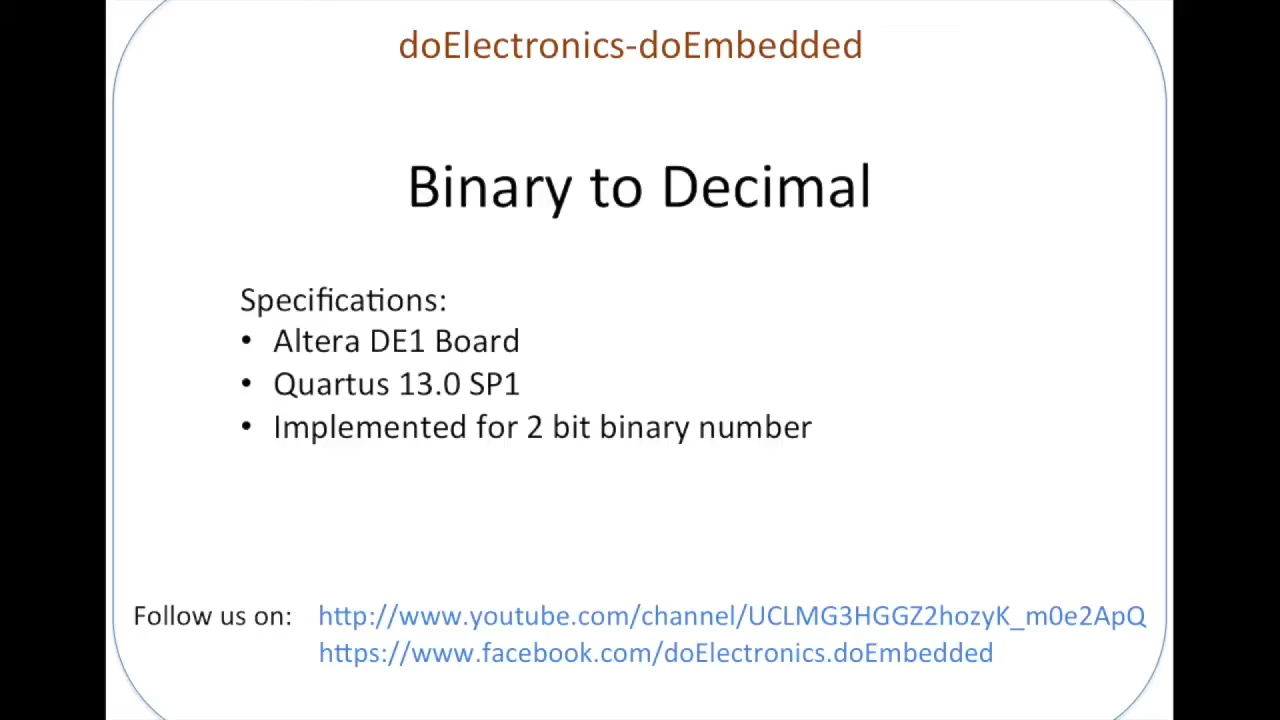 doElectronics-doEmbedded
Binary to Decimal
Specifications:
• Altera DE1 Board
• Quartus 13.0 SP1
• Implemented for 2 bit binary number
Follow us on: http://www.youtube.com/channel/UCLMG3HGGZ2hozyK_m0e2ApQ
https://www.facebook.com/doElectronics.doEmbedded